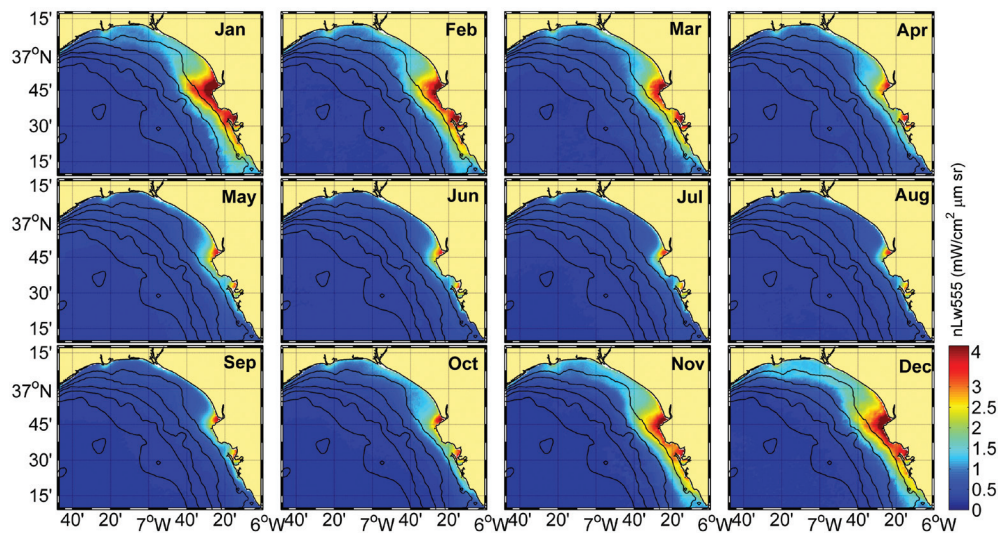 15' Jan Feb Mar Apr
37°N
45'
30'
15'
15' May Jun Jul Aug
37°N
45'
30'
15'
15' Sep Oct Nov Dec
37°N
45'
30'
15'
40' 20' 7°W 40' 20' 6°W 40' 20' 7°W 40' 20' 6°W 40' 20' 7°W 40' 20' 6°W 40' 20' 7°W 40' 20' 6°W
nLw555 (mW/cm² μm sr)
4
3
2.5
2
1.5
1
0.5
0